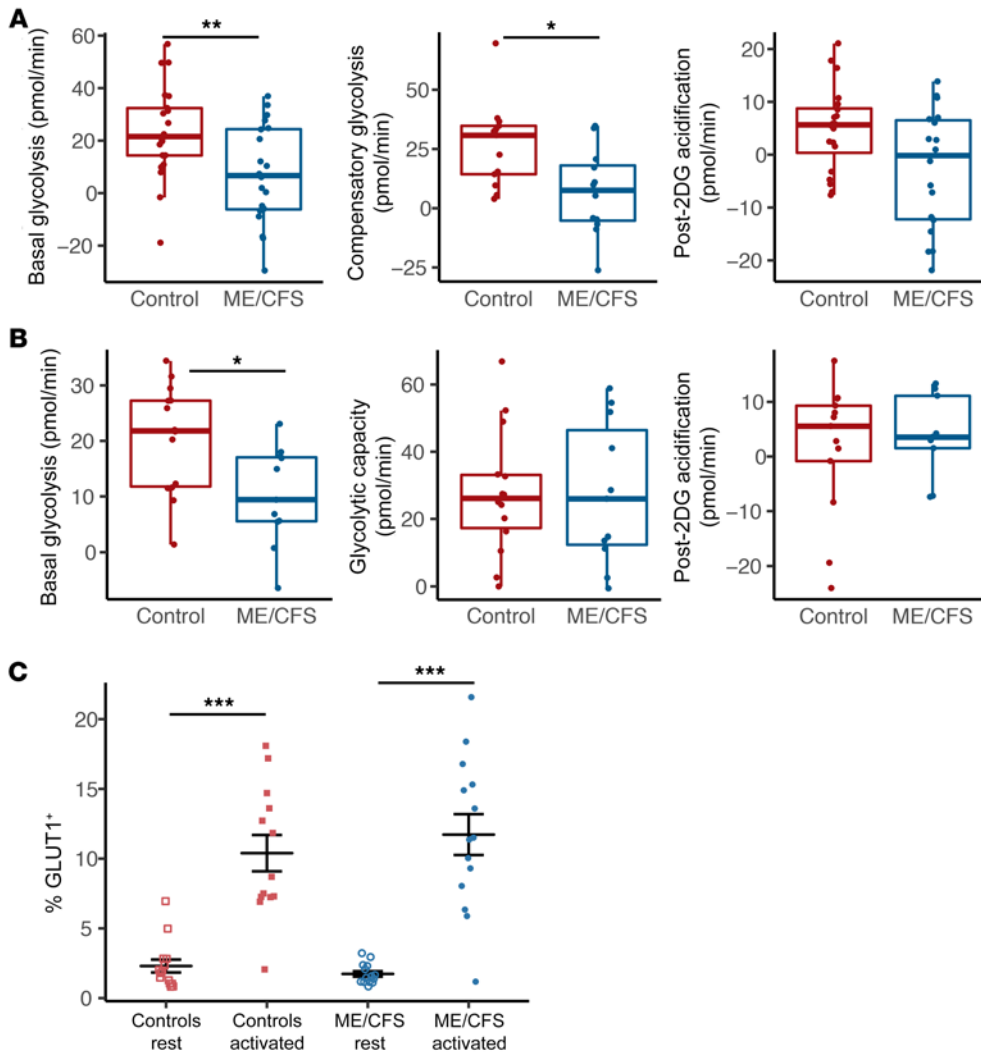 A
Basal glycolysis (pmol/min)
60
40
20
0
−20
**
Control
ME/CFS
Compensatory glycolysis
(pmol/min)
50
25
0
−25
*
Control
ME/CFS
Post-2DG acidification
(pmol/min)
20
10
0
−10
−20
Control
ME/CFS
B
Basal glycolysis (pmol/min)
30
20
10
0
*
Control
ME/CFS
Glycolytic capacity
(pmol/min)
60
40
20
0
Control
ME/CFS
Post-2DG acidification
(pmol/min)
10
0
−10
−20
Control
ME/CFS
C
% GLUT1⁺
20
15
10
5
0
***
***
Controls
rest
Controls
activated
ME/CFS
rest
ME/CFS
activated